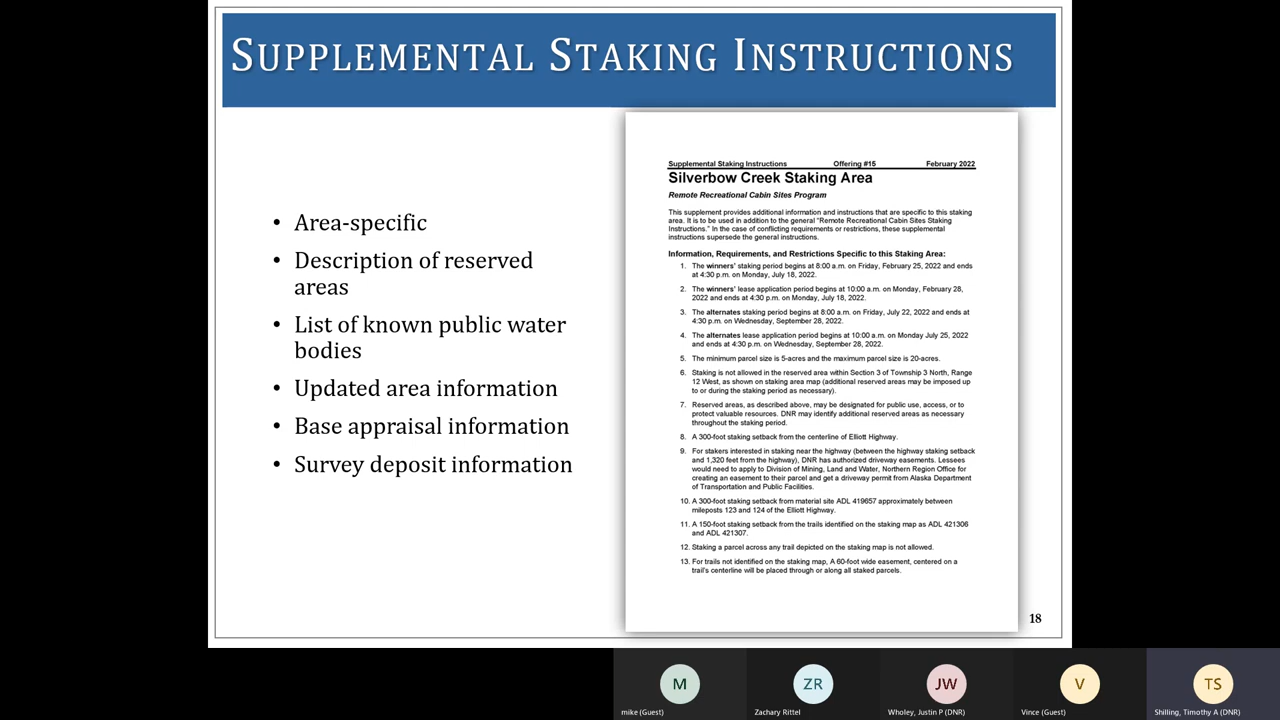 SUPPLEMENTAL STAKING INSTRUCTIONS
• Area-specific
• Description of reserved
areas
• List of known public water
bodies
• Updated area information
• Base appraisal information
• Survey deposit information
Supplemental Staking Instructions Offering #15 February 2022
Silverbow Creek Staking Area
Remote Recreational Cabin Sites Program
This supplement provides additional information and instructions that are specific to this staking
area. It is to be used in addition to the general “Remote Recreational Cabin Sites Staking
Instructions.” In the case of conflicting requirements or restrictions, these supplemental
instructions supersede the general instructions.
Information, Requirements, and Restrictions Specific to this Staking Area:
1. The winners’ staking period begins at 8:00 a.m. on Friday, February 25, 2022 and ends
at 4:30 p.m. on Monday, July 18, 2022.
2. The winners’ lease application period begins at 10:00 a.m. on Monday, February 28,
2022 and ends at 4:30 p.m. on Monday, July 18, 2022.
3. The alternates staking period begins at 8:00 a.m. on Friday, July 22, 2022 and ends at
4:30 p.m. on Wednesday, September 28, 2022.
4. The alternates lease application period begins at 10:00 a.m. on Monday July 25, 2022
and ends at 4:30 p.m. on Wednesday, September 28, 2022.
5. The minimum parcel size is 5-acres and the maximum parcel size is 20-acres.
6. Staking is not allowed in the reserved area within Section 3 of Township 3 North, Range
12 West, as shown on staking area map (additional reserved areas may be imposed up
to or during the staking period as necessary).
7. Reserved areas, as described above, may be designated for public use, access, or to
protect valuable resources. DNR may identify additional reserved areas as necessary
throughout the staking period.
8. A 300-foot staking setback from the centerline of Elliott Highway.
9. For stakers interested in staking near the highway (between the highway staking setback
and 1,320 feet from the highway), DNR has authorized driveway easements. Lessees
would need to apply to Division of Mining, Land and Water, Northern Region Office for
creating an easement to their parcel and get a driveway permit from Alaska Department
of Transportation and Public Facilities.
10. A 300-foot staking setback from material site ADL 419657 approximately between
mileposts 123 and 124 of the Elliott Highway.
11. A 150-foot staking setback from the trails identified on the staking map as ADL 421306
and ADL 421307.
12. Staking a parcel across any trail depicted on the staking map is not allowed.
13. For trails not identified on the staking map, A 60-foot wide easement, centered on a
trail’s centerline will be placed through or along all staked parcels.
18
M
ZR
JW
V
TS
mike (Guest)
Zachary Rittel
Wholey, Justin P (DNR)
Vince (Guest)
Shilling, Timothy A (DNR)